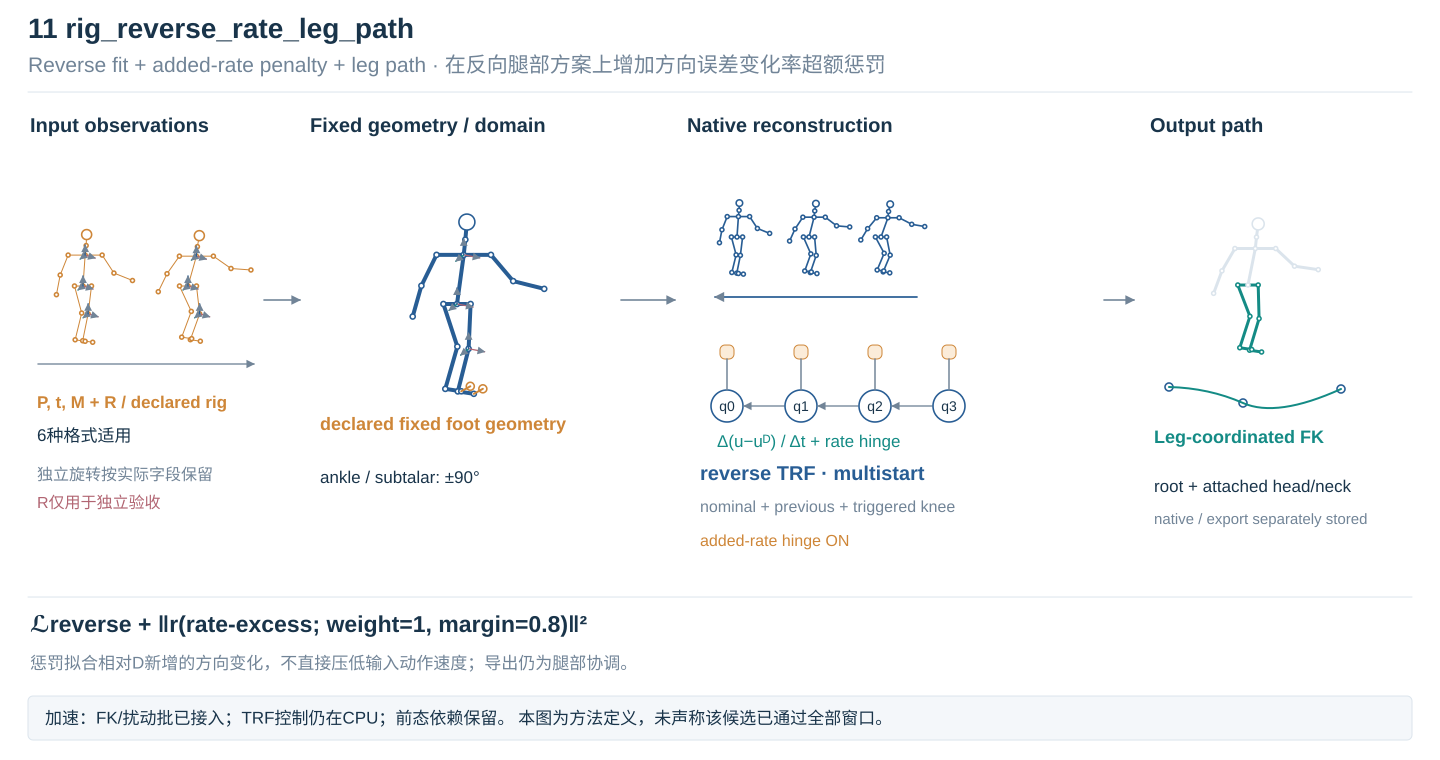 11 rig_reverse_rate_leg_path
Reverse fit + added-rate penalty + leg path · 在反向腿部方案上增加方向误差变化率超额惩罚
Input observations
Fixed geometry / domain
Native reconstruction
Output path
P, t, M + R / declared rig
6种格式适用
独立旋转按实际字段保留
R仅用于独立验收
declared fixed foot geometry
ankle / subtalar: ±90°
q0
q1
q2
q3
Δ(u−uᴰ) / Δt + rate hinge
reverse TRF · multistart
nominal + previous + triggered knee
added-rate hinge ON
Leg-coordinated FK
root + attached head/neck
native / export separately stored
ℒreverse + ‖r(rate-excess; weight=1, margin=0.8)‖²
惩罚拟合相对D新增的方向变化，不直接压低输入动作速度；导出仍为腿部协调。
加速：FK/扰动批已接入；TRF控制仍在CPU；前态依赖保留。 本图为方法定义，未声称该候选已通过全部窗口。